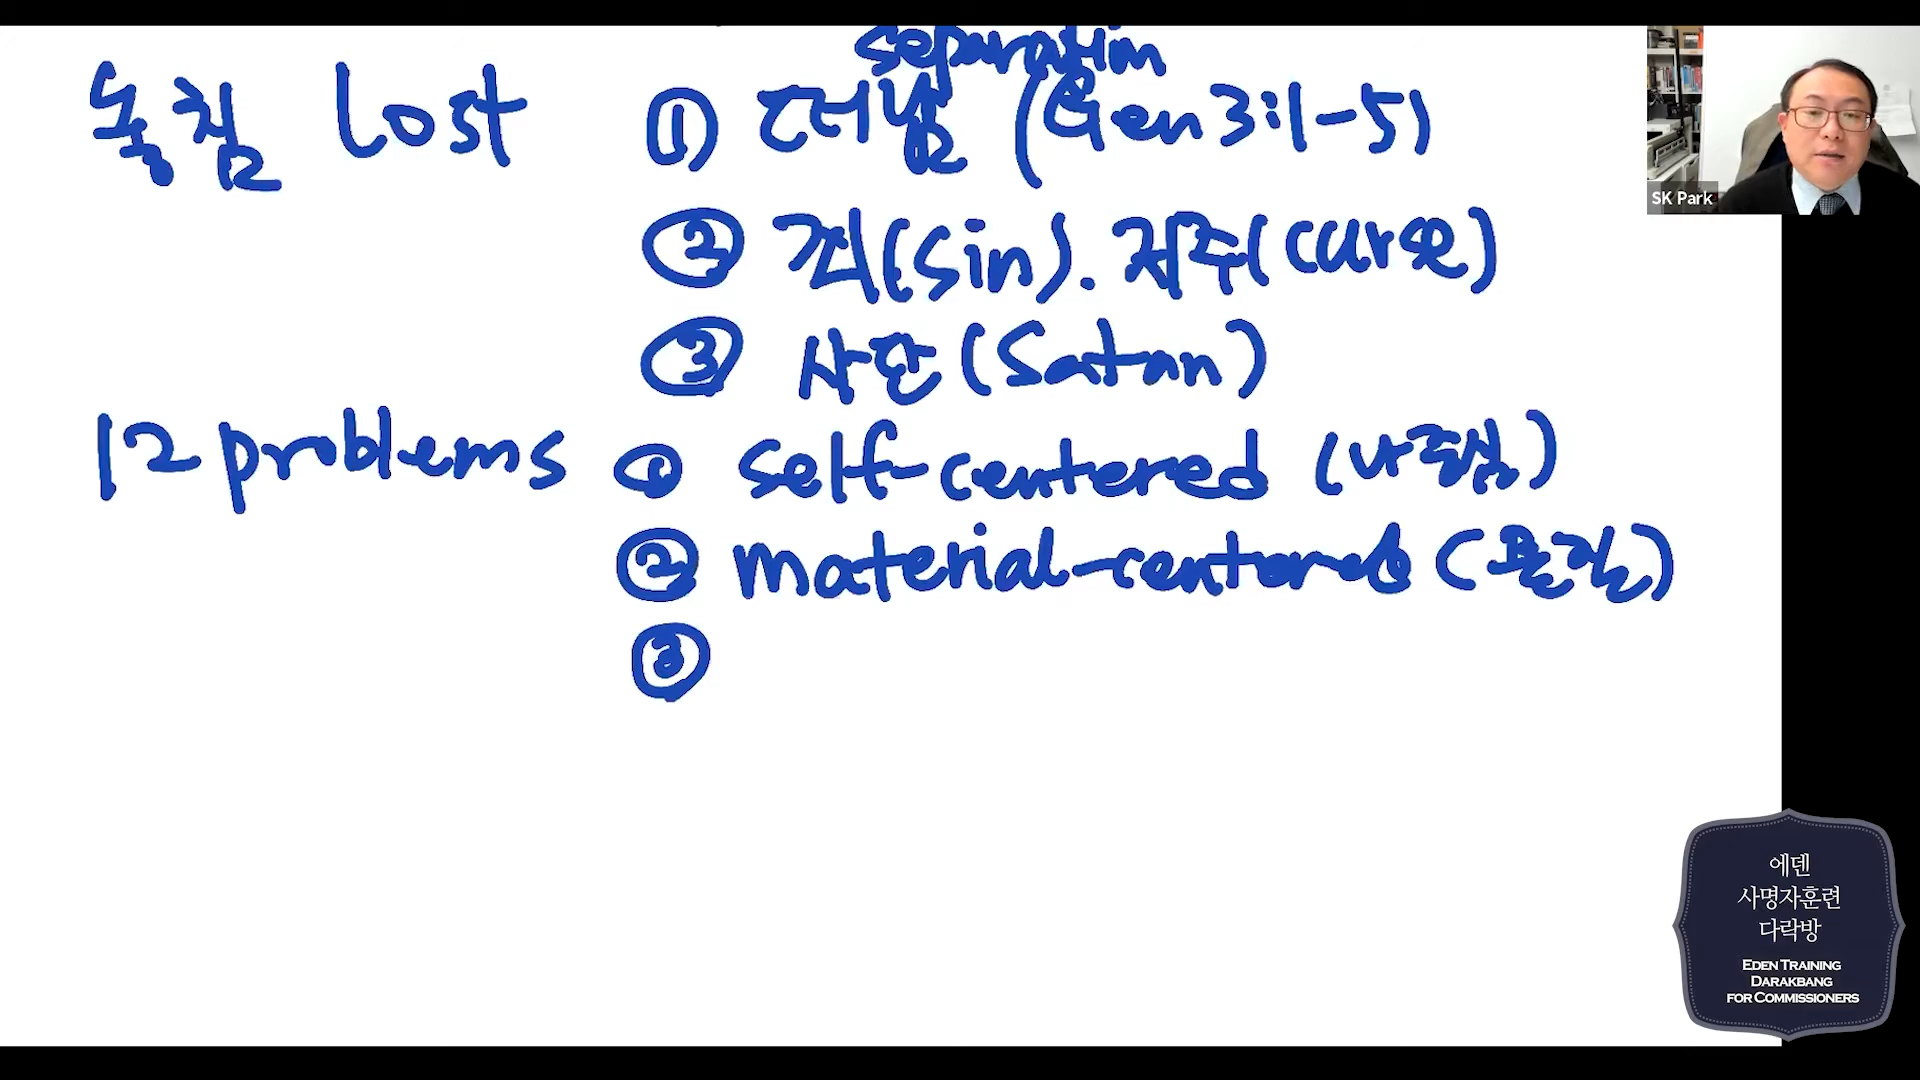 separation
놓침 Lost ① 떠남 (Gen 3:1-5)
② 죄(Sin). 저주(curse)
③ 사단(Satan)
12 problems ① self-centered (나중심)
② material-centered (물질)
③
SK Park
에덴
사명자훈련
다락방
EDEN TRAINING
DARAKBANG
FOR COMMISSIONERS